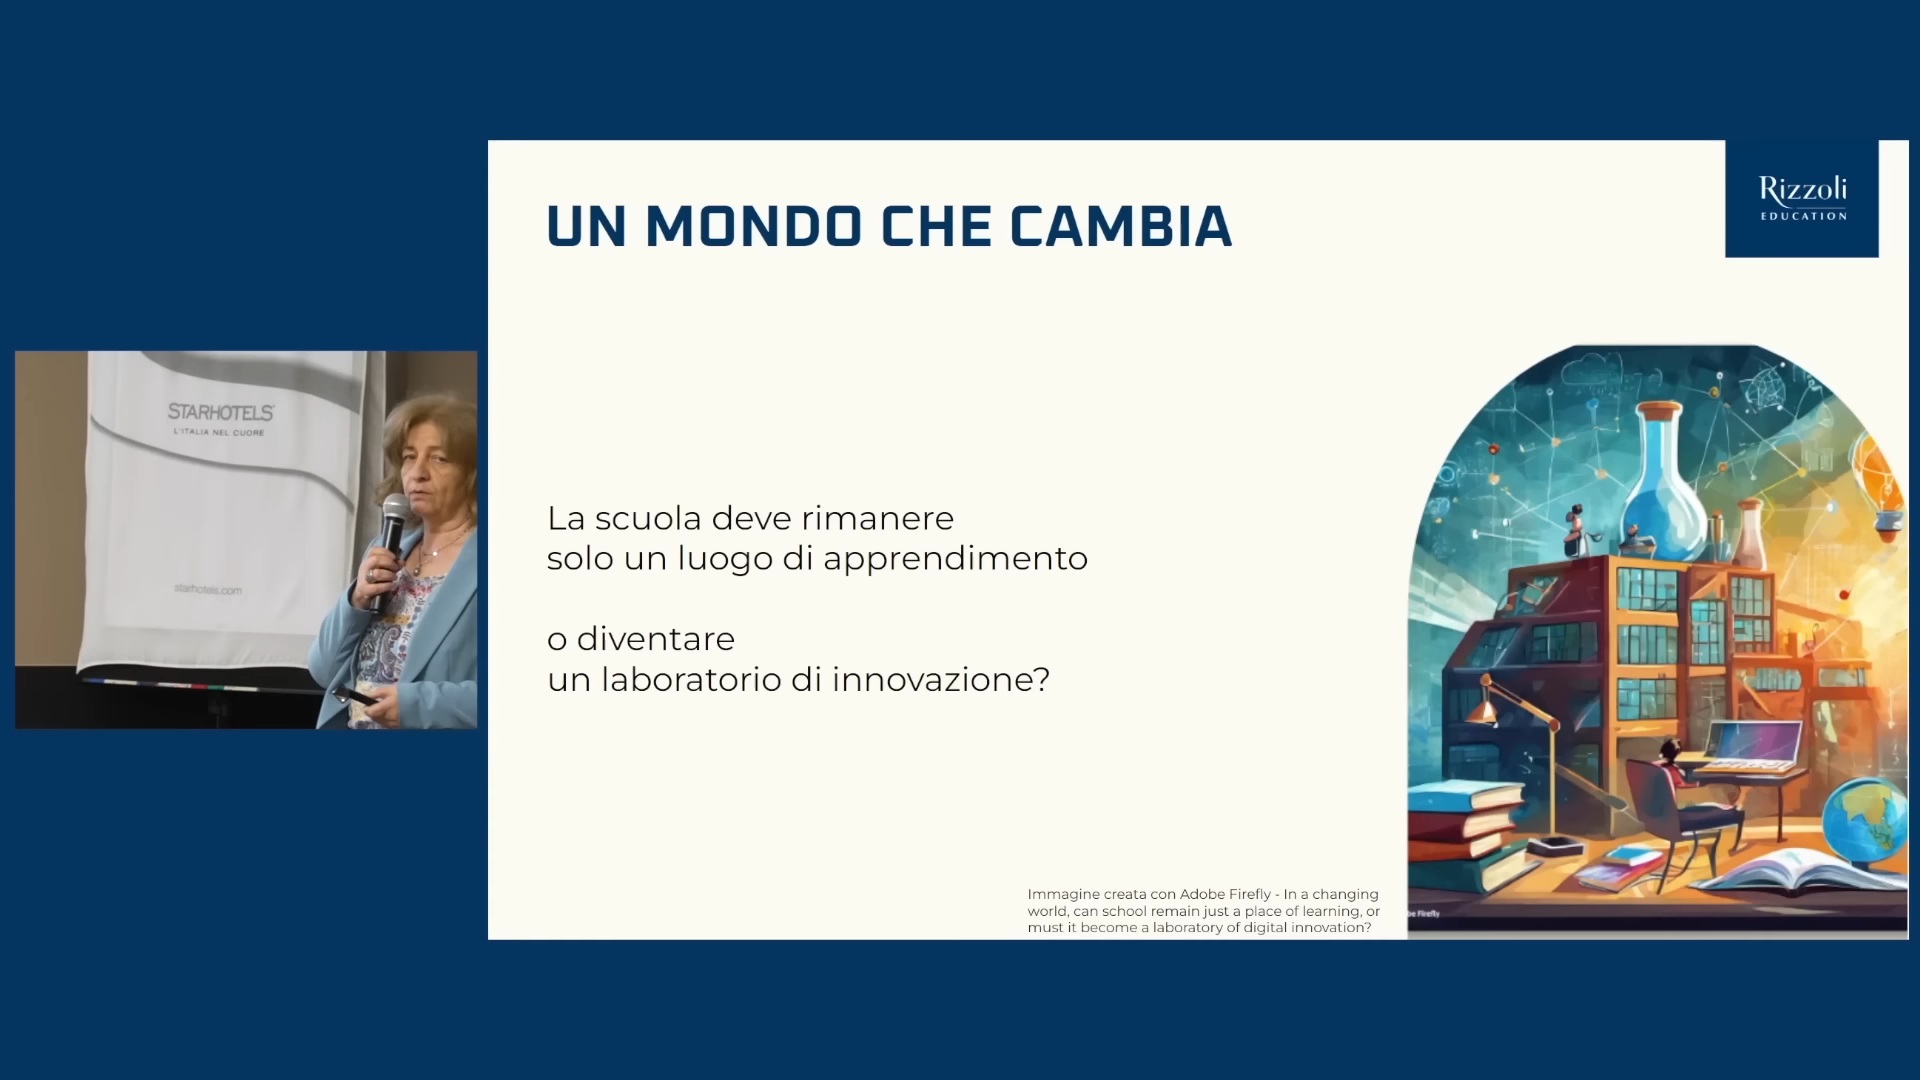 UN MONDO CHE CAMBIA
Rizzoli
EDUCATION
STARHOTELS
L'ITALIA NEL CUORE
starhotels.com
La scuola deve rimanere
solo un luogo di apprendimento
o diventare
un laboratorio di innovazione?
Immagine creata con Adobe Firefly - In a changing
world, can school remain just a place of learning, or
must it become a laboratory of digital innovation?
be Firefly